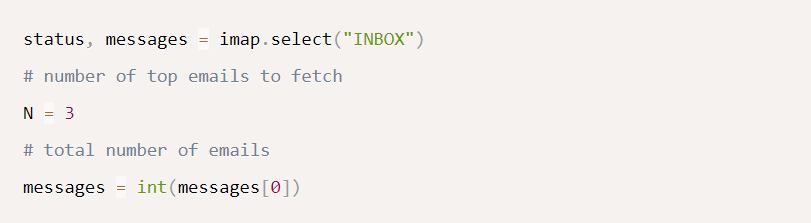 status, messages = imap.select("INBOX")
# number of top emails to fetch
N = 3
# total number of emails
messages = int(messages[0])